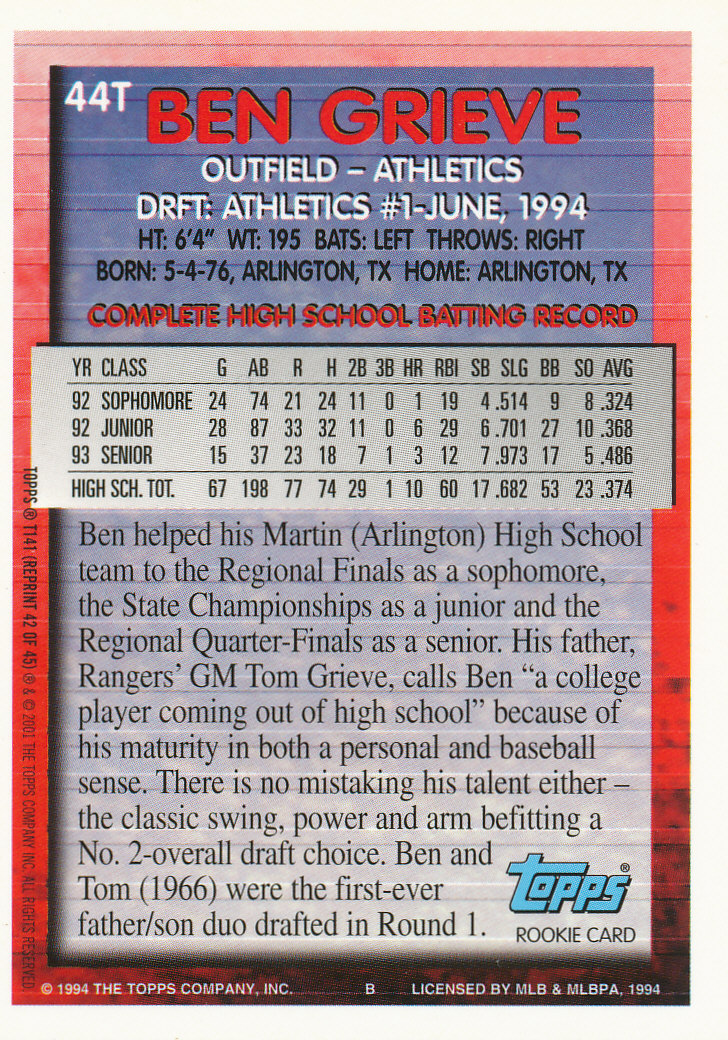 44T
BEN GRIEVE
OUTFIELD – ATHLETICS
DRFT: ATHLETICS #1-JUNE, 1994
HT: 6'4" WT: 195 BATS: LEFT THROWS: RIGHT
BORN: 5-4-76, ARLINGTON, TX HOME: ARLINGTON, TX
COMPLETE HIGH SCHOOL BATTING RECORD
YR CLASS G AB R H 2B 3B HR RBI SB SLG BB SO AVG
92 SOPHOMORE 24 74 21 24 11 0 1 19 4 .514 9 8 .324
92 JUNIOR 28 87 33 32 11 0 6 29 6 .701 27 10 .368
93 SENIOR 15 37 23 18 7 1 3 12 7 .973 17 5 .486
HIGH SCH. TOT. 67 198 77 74 29 1 10 60 17 .682 53 23 .374
Ben helped his Martin (Arlington) High School
team to the Regional Finals as a sophomore,
the State Championships as a junior and the
Regional Quarter-Finals as a senior. His father,
Rangers' GM Tom Grieve, calls Ben "a college
player coming out of high school" because of
his maturity in both a personal and baseball
sense. There is no mistaking his talent either –
the classic swing, power and arm befitting a
No. 2-overall draft choice. Ben and
Tom (1966) were the first-ever
father/son duo drafted in Round 1.
topps®
ROOKIE CARD
TOPPS® T141 (REPRINT 42 OF 45) ® & © 2001 THE TOPPS COMPANY INC. ALL RIGHTS RESERVED
© 1994 THE TOPPS COMPANY, INC. B LICENSED BY MLB & MLBPA, 1994